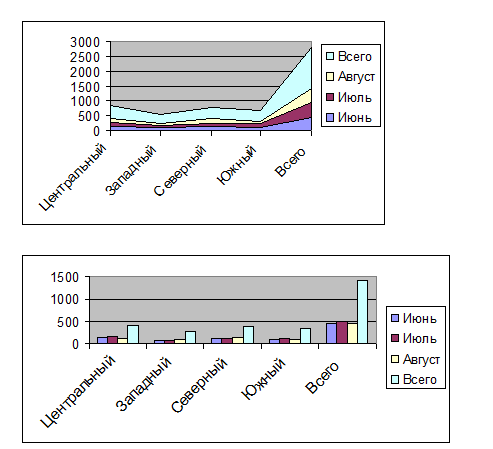 3000
2500
2000
1500
1000
500
0
Центральный
Западный
Северный
Южный
Всего
Всего
Август
Июль
Июнь
1500
1000
500
0
Центральный
Западный
Северный
Южный
Всего
Июнь
Июль
Август
Всего